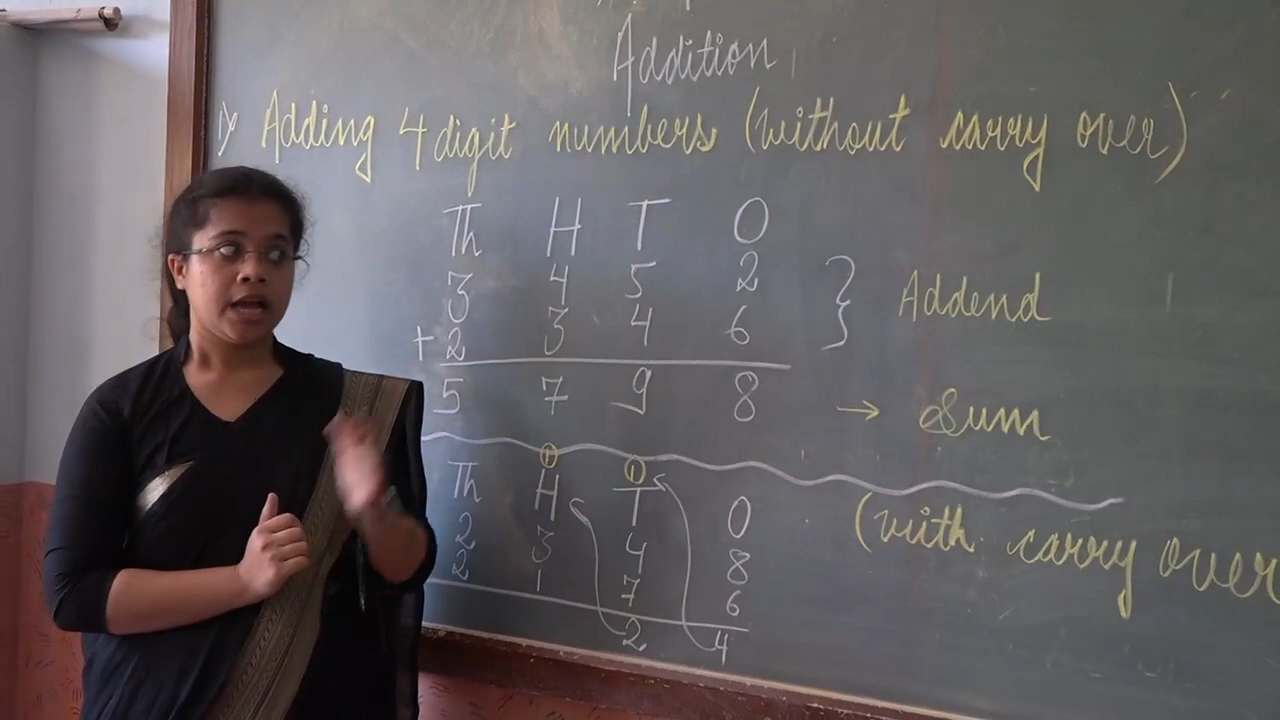 Addition
1) Adding 4 digit numbers (without carry over)
Th H T O
3 4 5 2
+ 2 3 4 6
} Addend
5 7 9 8 → Sum
1 1
Th H T O
(with carry over
2 3 4 8
2 1 7 6
2 4